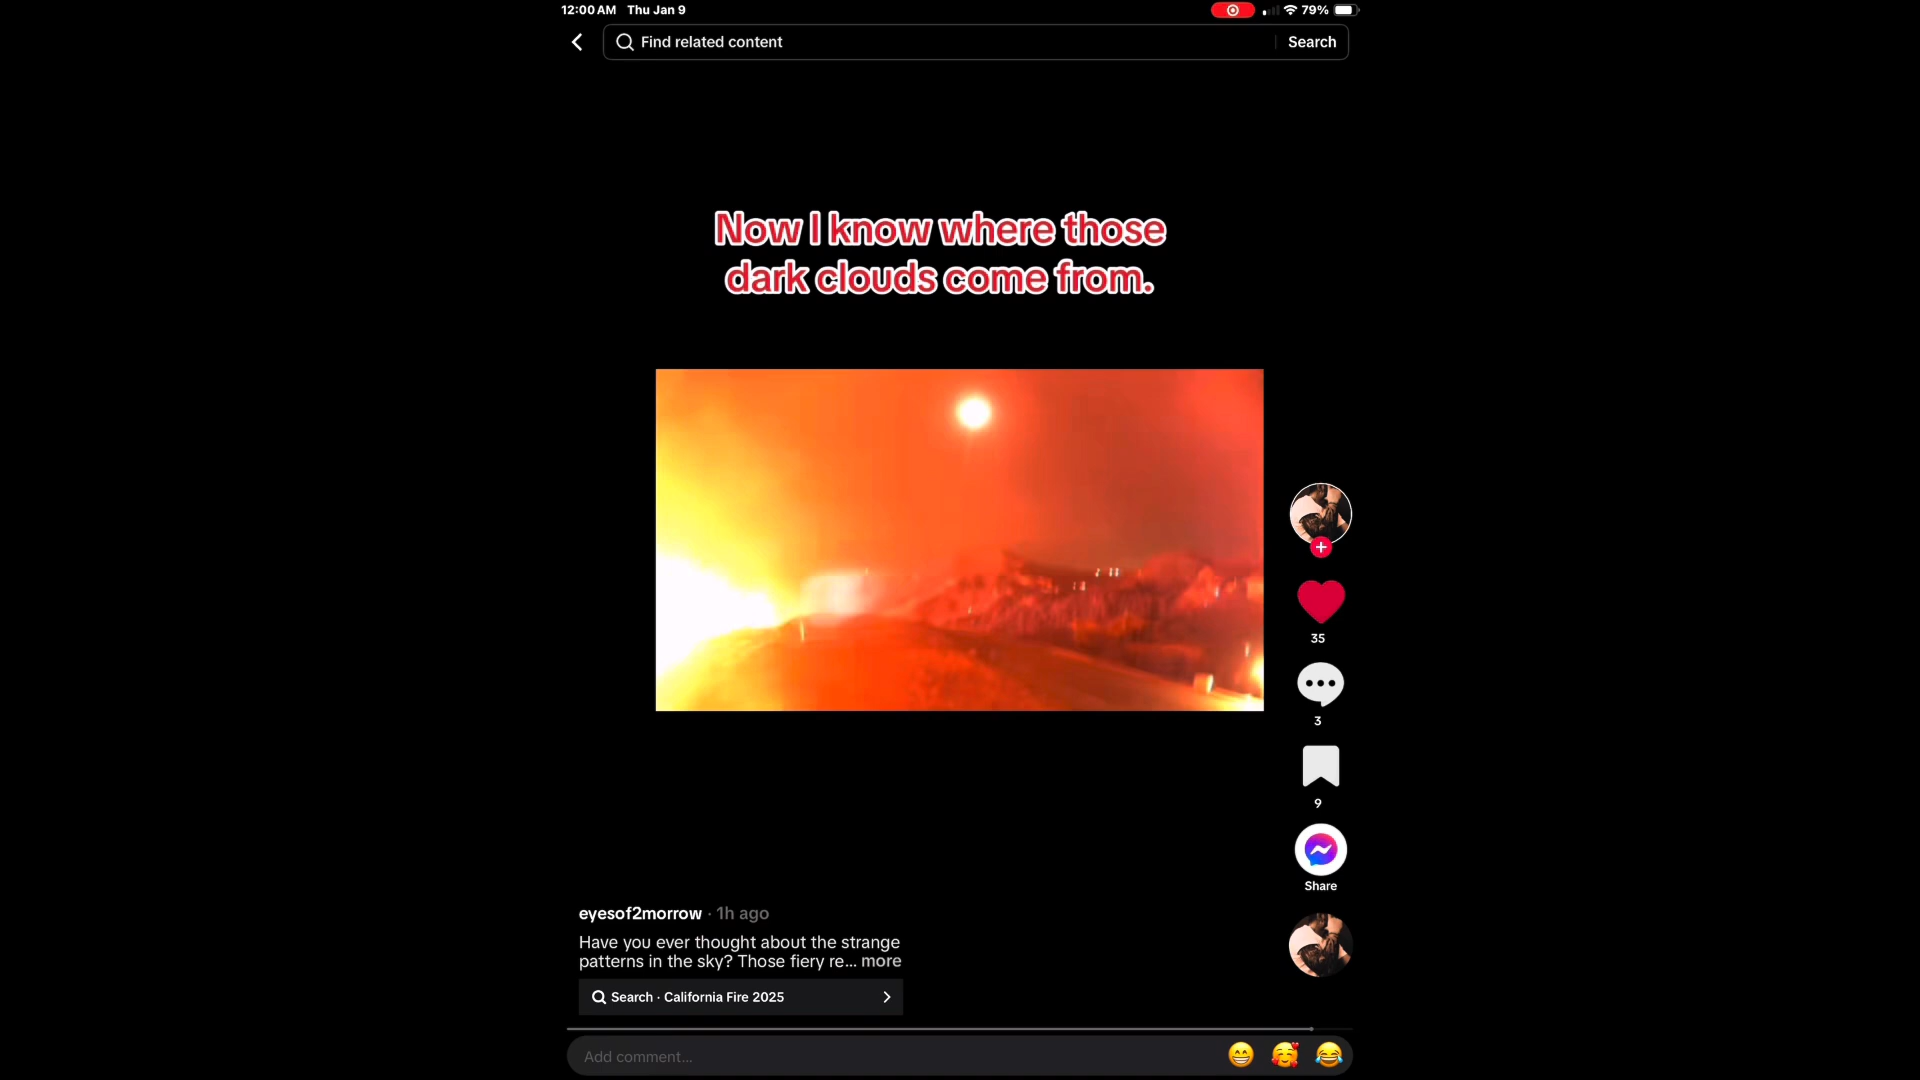 12:00 AM Thu Jan 9
79%
Find related content
Search
Now I know where those
dark clouds come from.
35
3
9
Share
eyesof2morrow · 1h ago
Have you ever thought about the strange
patterns in the sky? Those fiery re... more
Search · California Fire 2025
Add comment...